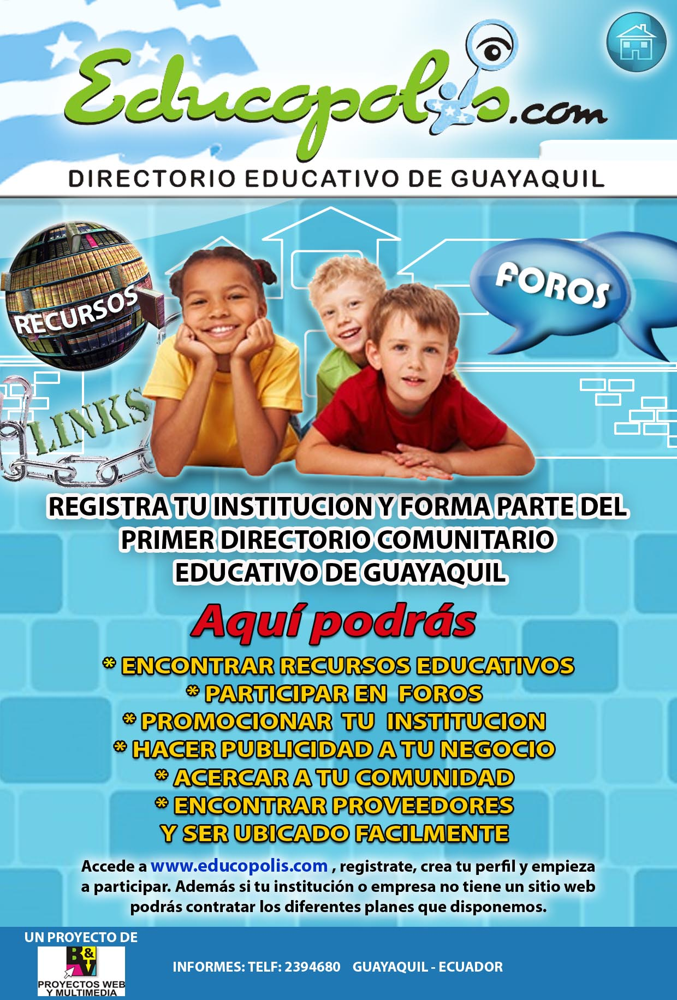 Educopolis.com
DIRECTORIO EDUCATIVO DE GUAYAQUIL
RECURSOS
FOROS
LINKS
REGISTRA TU INSTITUCION Y FORMA PARTE DEL
PRIMER DIRECTORIO COMUNITARIO
EDUCATIVO DE GUAYAQUIL
Aquí podrás
* ENCONTRAR RECURSOS EDUCATIVOS
* PARTICIPAR EN FOROS
* PROMOCIONAR TU INSTITUCION
* HACER PUBLICIDAD A TU NEGOCIO
* ACERCAR A TU COMUNIDAD
* ENCONTRAR PROVEEDORES
Y SER UBICADO FACILMENTE
Accede a www.educopolis.com , registrate, crea tu perfil y empieza
a participar. Además si tu institución o empresa no tiene un sitio web
podrás contratar los diferentes planes que disponemos.
UN PROYECTO DE
B&V
PROYECTOS WEB
Y MULTIMEDIA
INFORMES: TELF: 2394680 GUAYAQUIL - ECUADOR